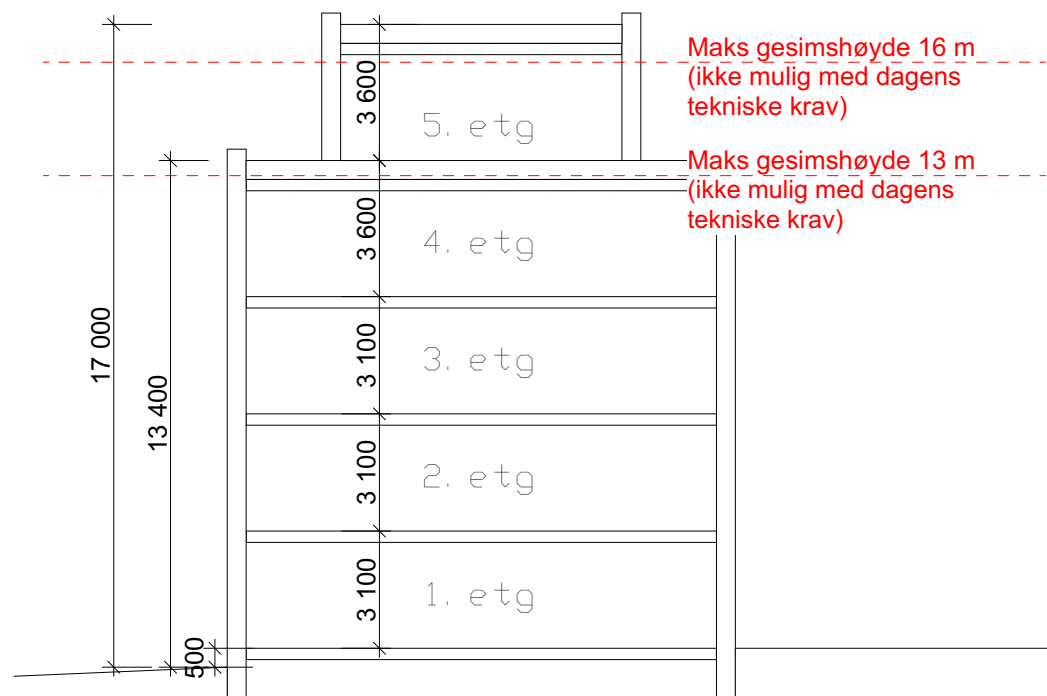 Maks gesimshøyde 16 m
(ikke mulig med dagens
tekniske krav)
3 600
5. etg
Maks gesimshøyde 13 m
(ikke mulig med dagens
tekniske krav)
3 600
4. etg
17 000
3 100
3. etg
13 400
3 100
2. etg
3 100
1. etg
500